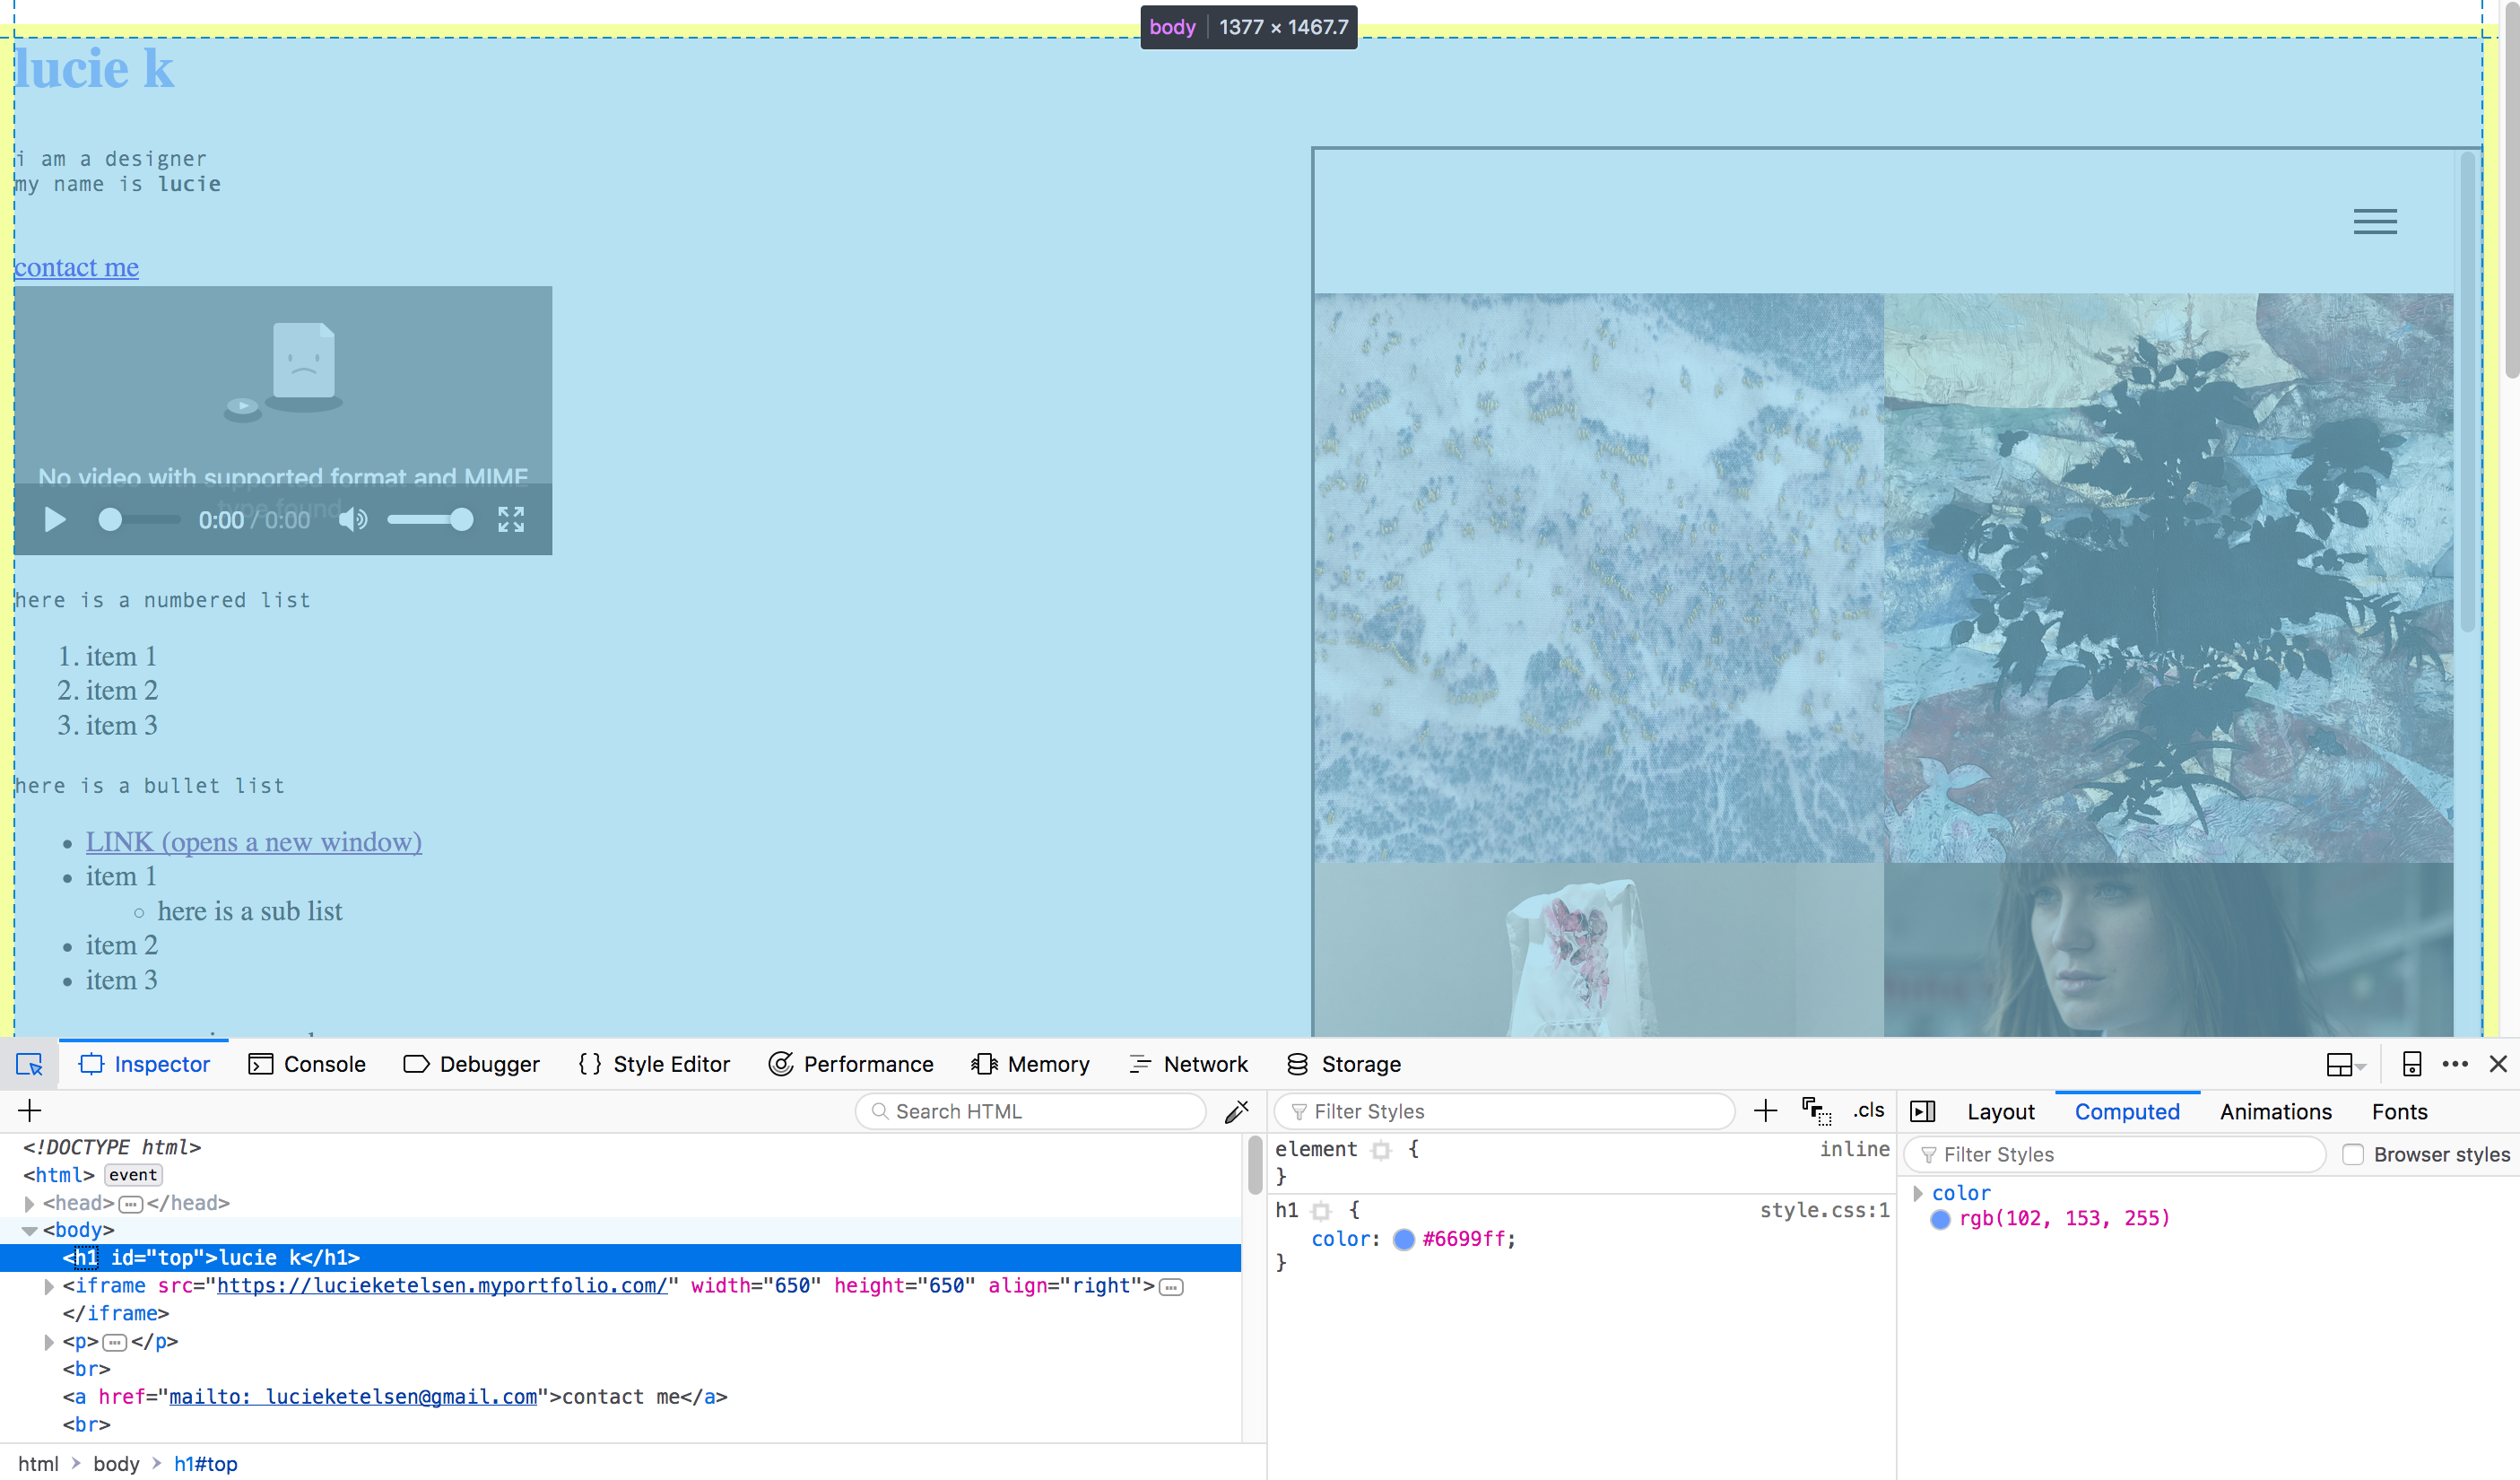 body 1377 × 1467.7
lucie k
i am a designer
my name is lucie
contact me
No video with supported format and MIME
type found.
0:00 / 0:00
here is a numbered list
1. item 1
2. item 2
3. item 3
here is a bullet list
• LINK (opens a new window)
• item 1
◦ here is a sub list
• item 2
• item 3
Inspector Console Debugger Style Editor Performance Memory Network Storage
Search HTML
<!DOCTYPE html>
<html> event
<head> ⋯ </head>
<body>
<h1 id="top">lucie k</h1>
<iframe src="https://lucieketelsen.myportfolio.com/" width="650" height="650" align="right"> ⋯
</iframe>
<p> ⋯ </p>
<br>
<a href="mailto: lucieketelsen@gmail.com">contact me</a>
<br>
html > body > h1#top
Filter Styles + .cls
element { inline
}
h1 { style.css:1
color: #6699ff;
}
Layout Computed Animations Fonts
Filter Styles Browser styles
color
rgb(102, 153, 255)